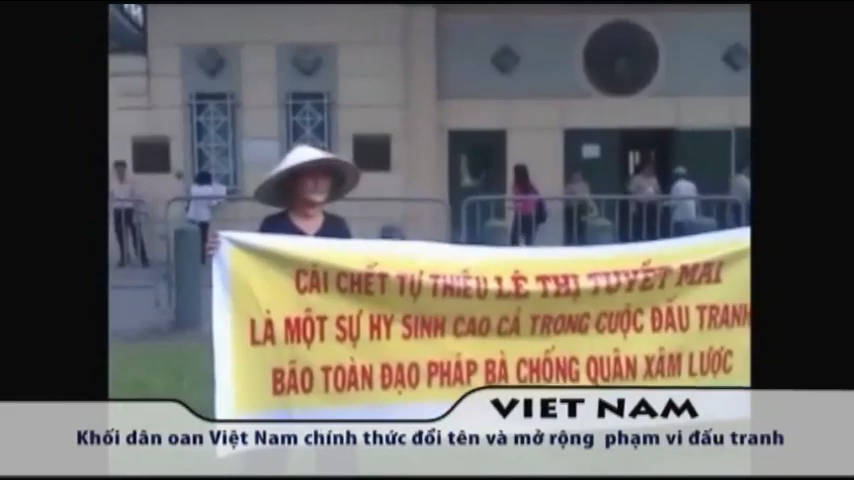 CÁI CHẾT TỰ THIÊU LÊ THỊ TUYẾT MAI
LÀ MỘT SỰ HY SINH CAO CẢ TRONG CUỘC ĐẤU TRANH
BÃO TOÀN ĐẠO PHÁP BÀ CHỐNG QUÂN XÂM LƯỢC
VIET NAM
Khối dân oan Việt Nam chính thức đổi tên và mở rộng phạm vi đấu tranh